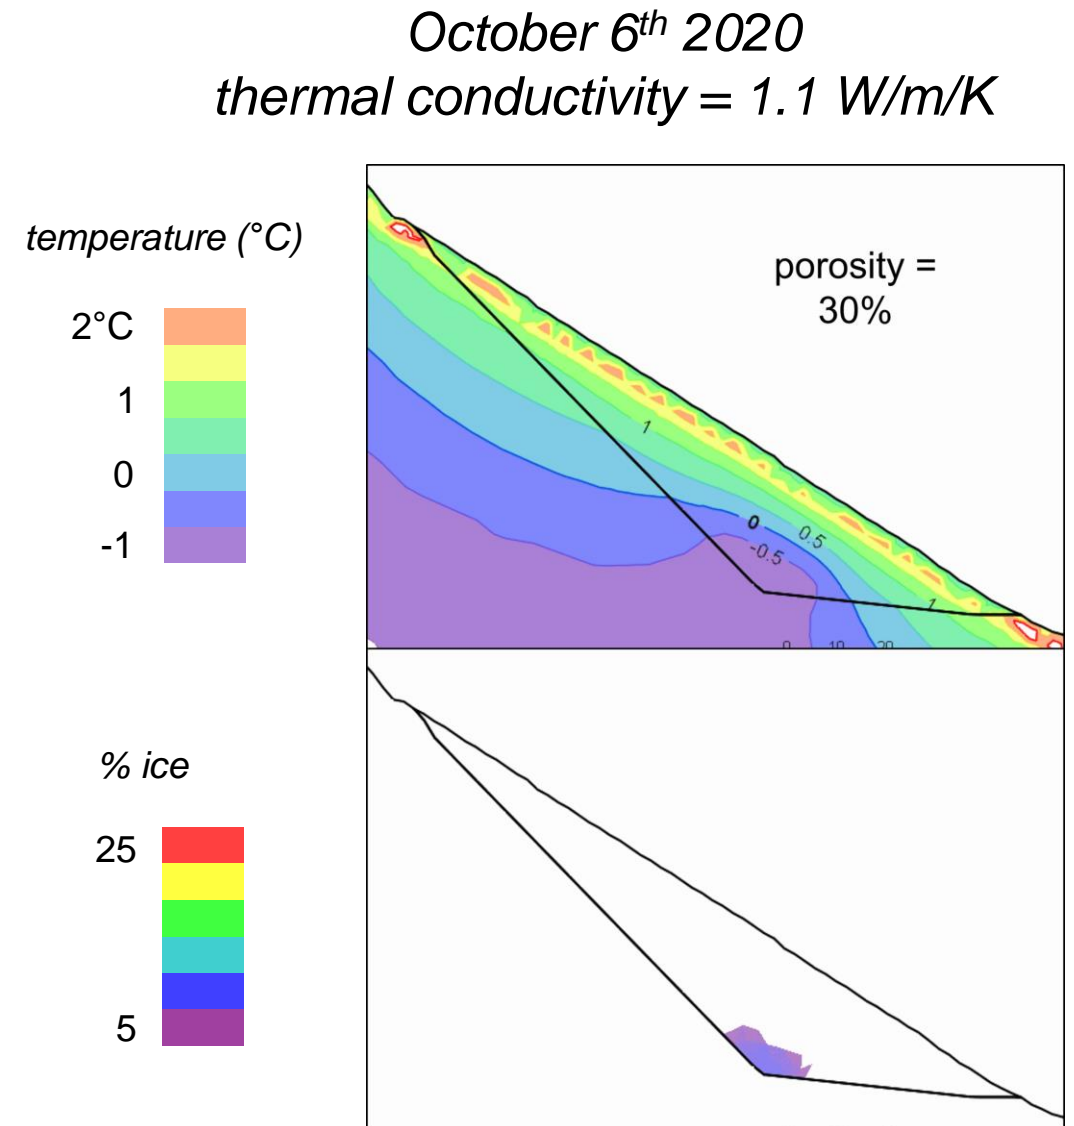 October 6th 2020
thermal conductivity = 1.1 W/m/K
temperature (°C)
porosity =
30%
2°C
1
0
-1
1
0
0.5
-0.5
1
0
10
20
% ice
25
5